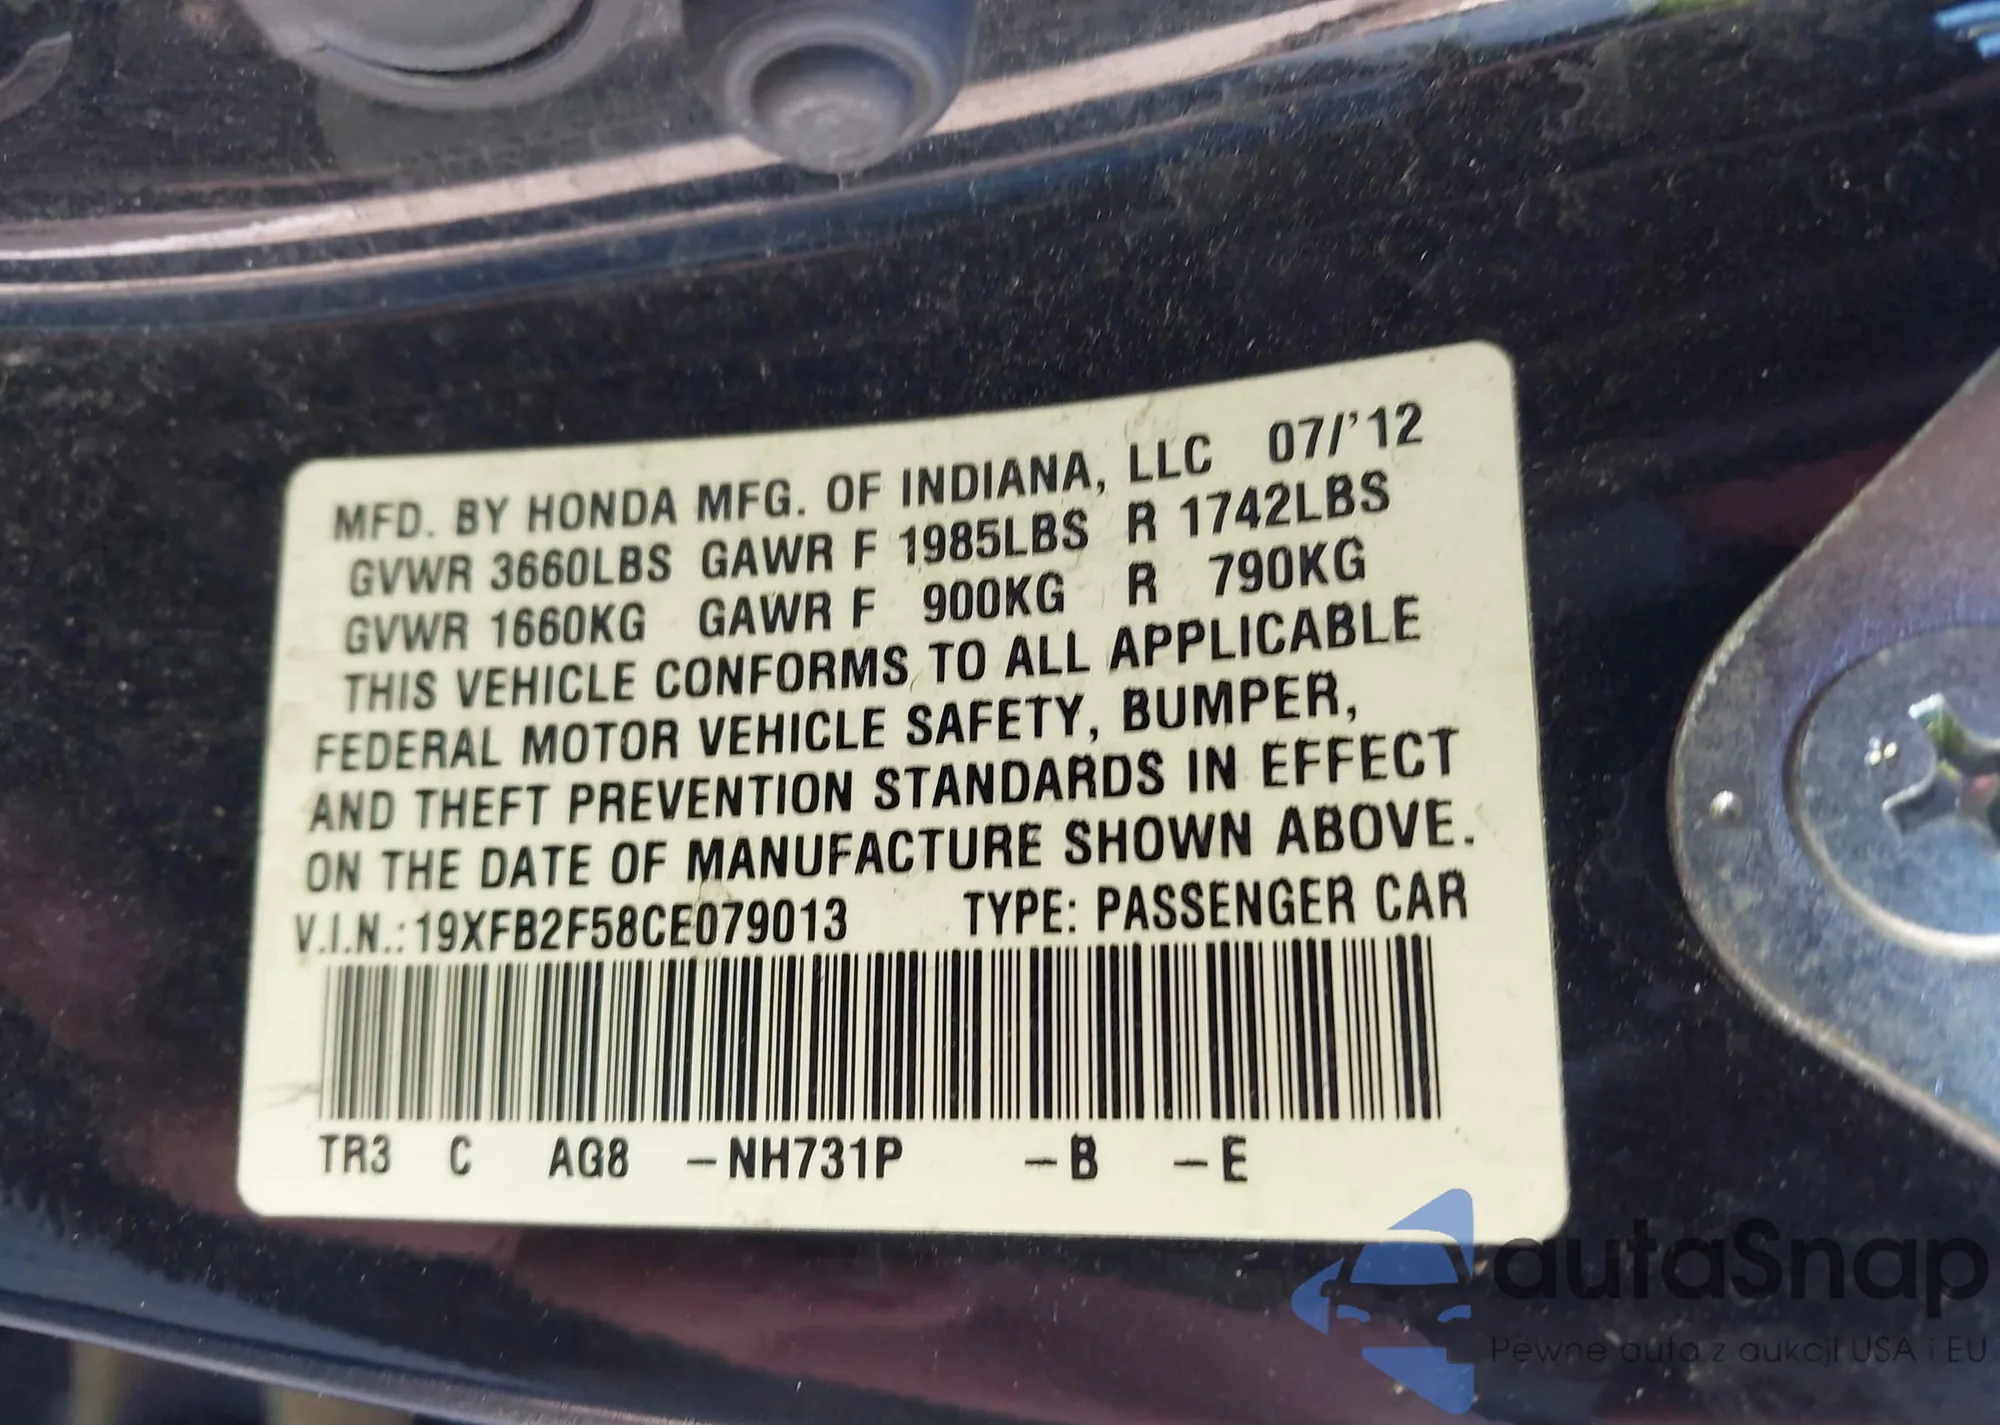 MFD. BY HONDA MFG. OF INDIANA, LLC 07/'12
GVWR 3660LBS GAWR F 1985LBS R 1742LBS
GVWR 1660KG GAWR F 900KG R 790KG
THIS VEHICLE CONFORMS TO ALL APPLICABLE
FEDERAL MOTOR VEHICLE SAFETY, BUMPER,
AND THEFT PREVENTION STANDARDS IN EFFECT
ON THE DATE OF MANUFACTURE SHOWN ABOVE.
V.I.N.: 19XFB2F58CE079013 TYPE: PASSENGER CAR
TR3 C AG8 -NH731P -B -E
autaSnap
Pewne auta z aukcji USA i EU